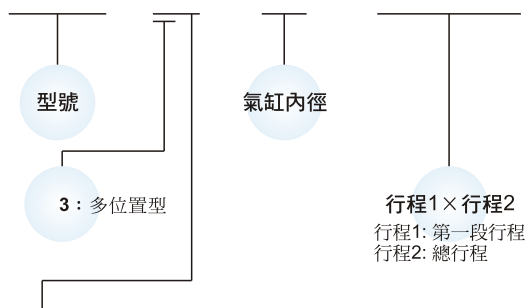 型號
氣缸內徑
3：多位置型
行程1×行程2
行程1: 第一段行程
行程2: 總行程